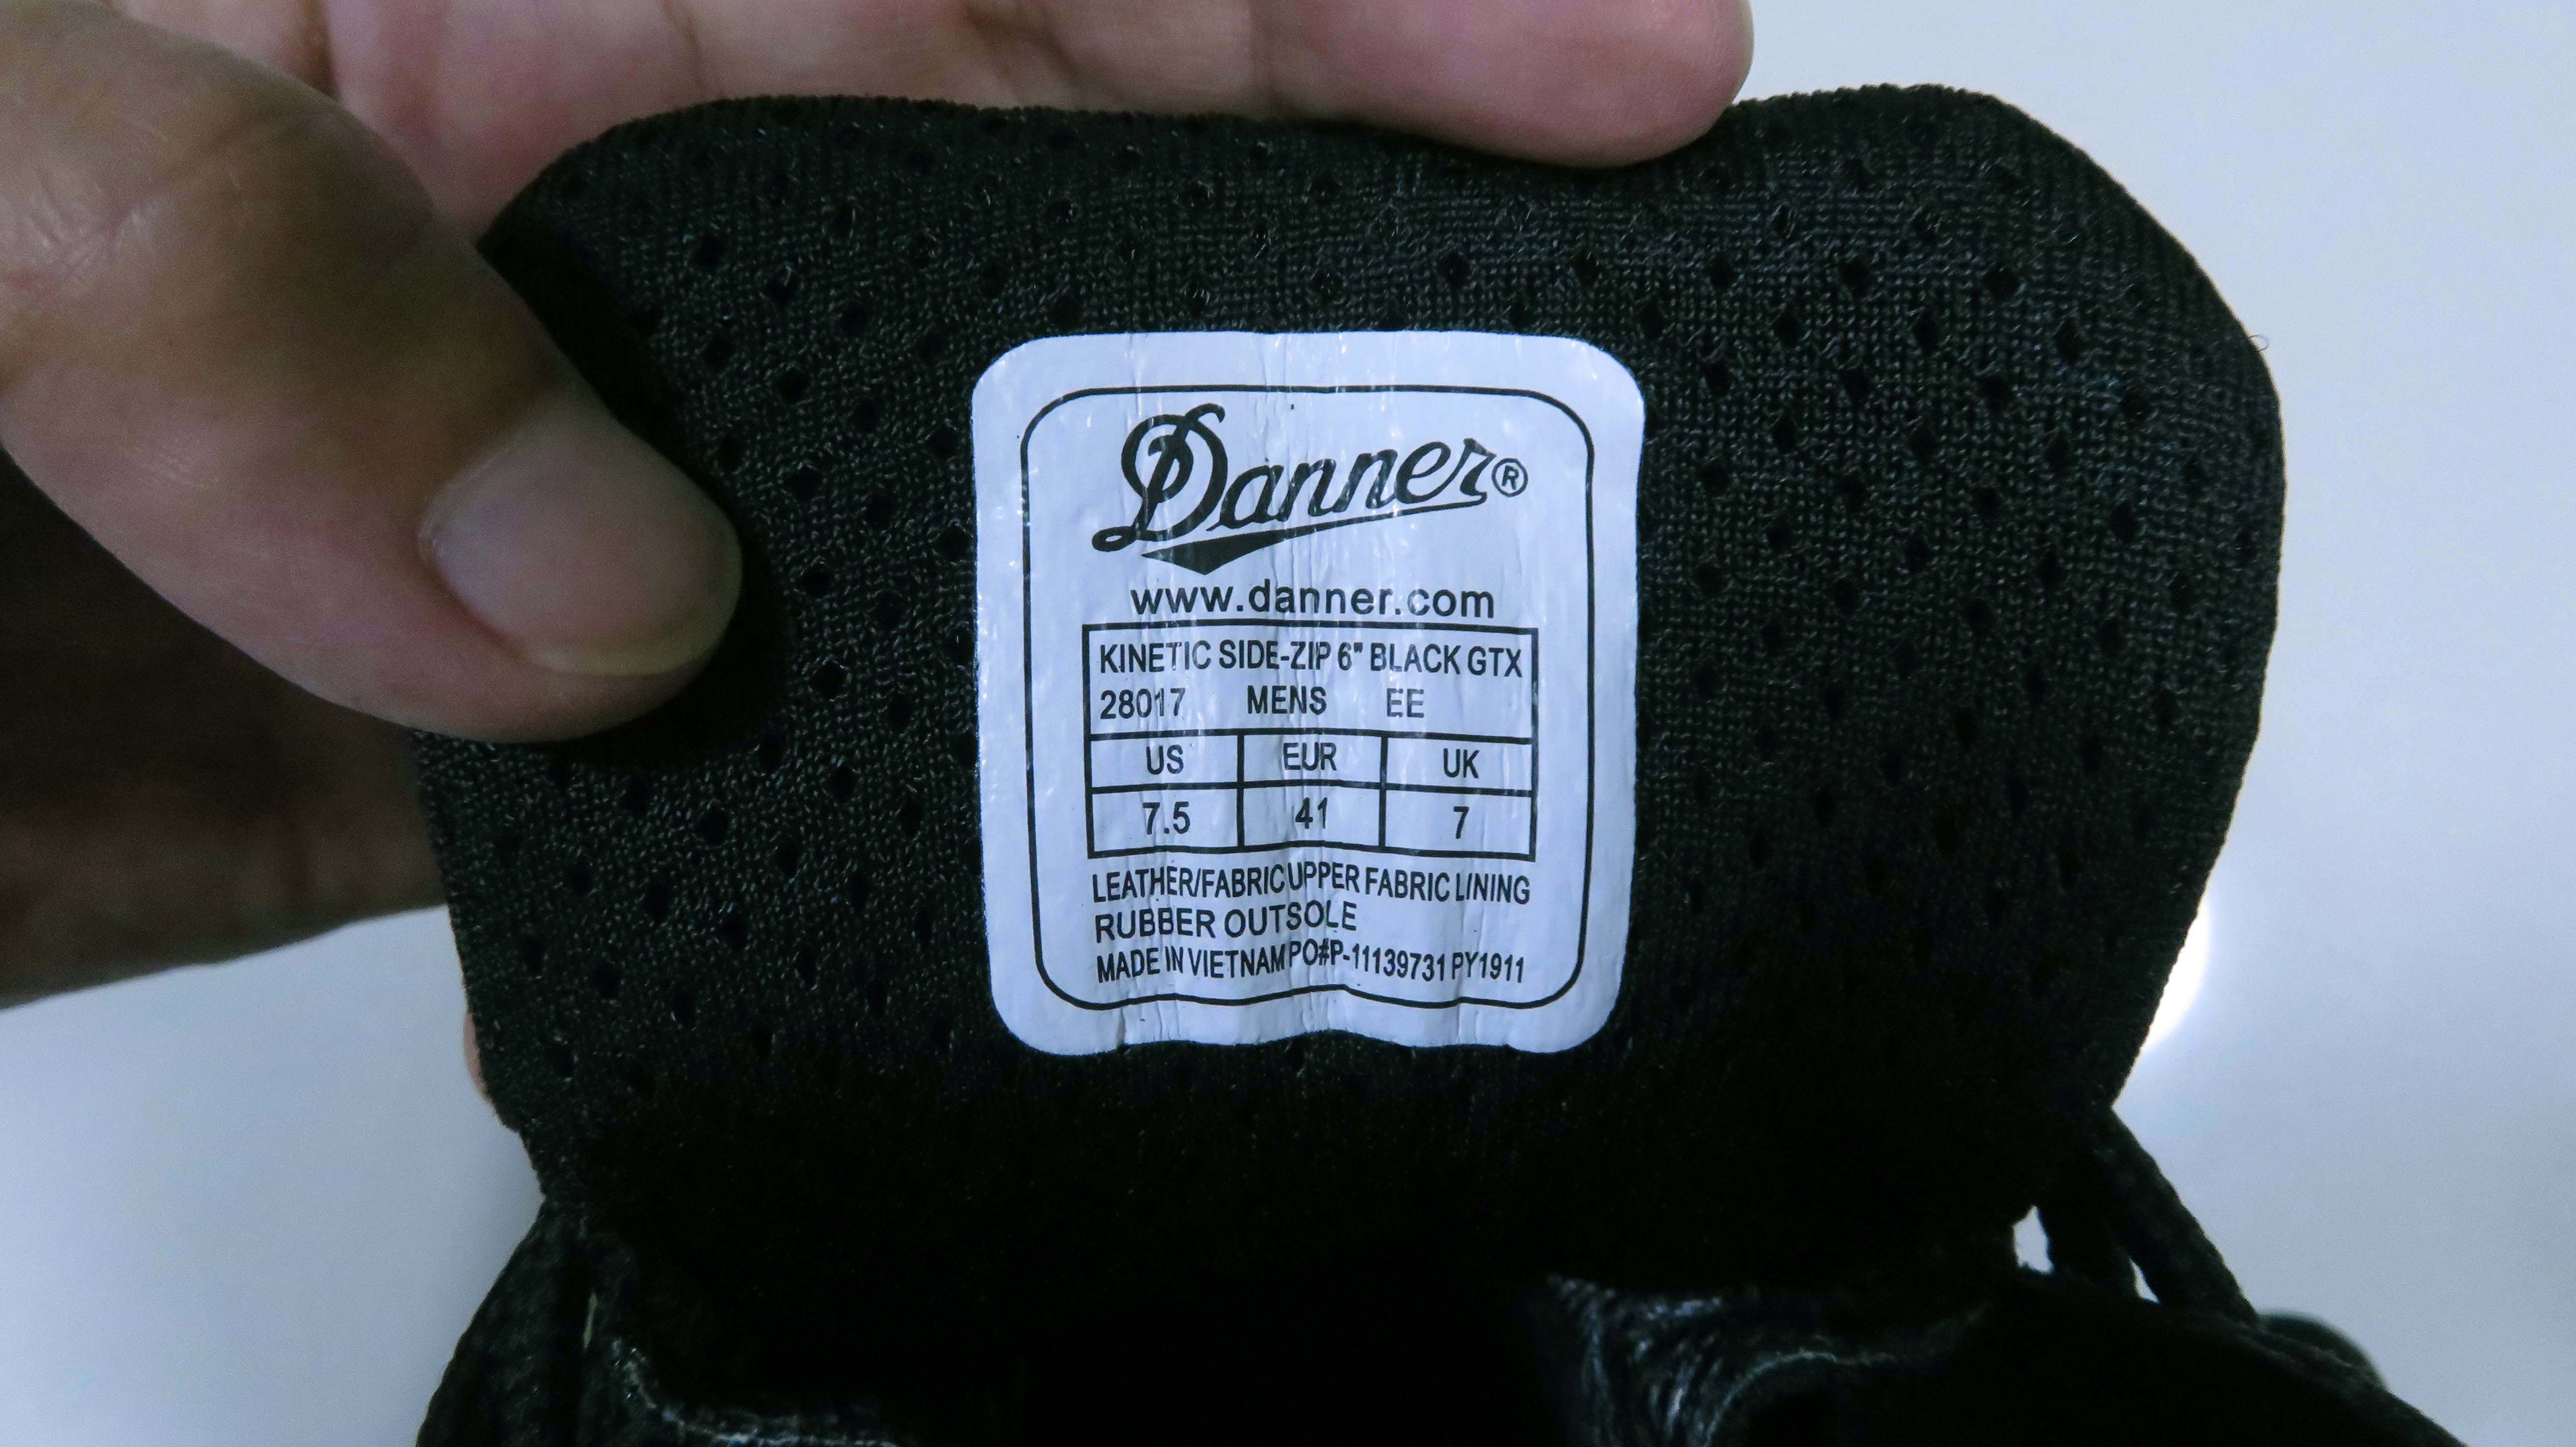 Danner®
www.danner.com
KINETIC SIDE-ZIP 6" BLACK GTX
28017 MENS EE
US EUR UK
7.5 41 7
LEATHER/FABRIC UPPER FABRIC LINING
RUBBER OUTSOLE
MADE IN VIETNAM PO#P-11139731 PY1911